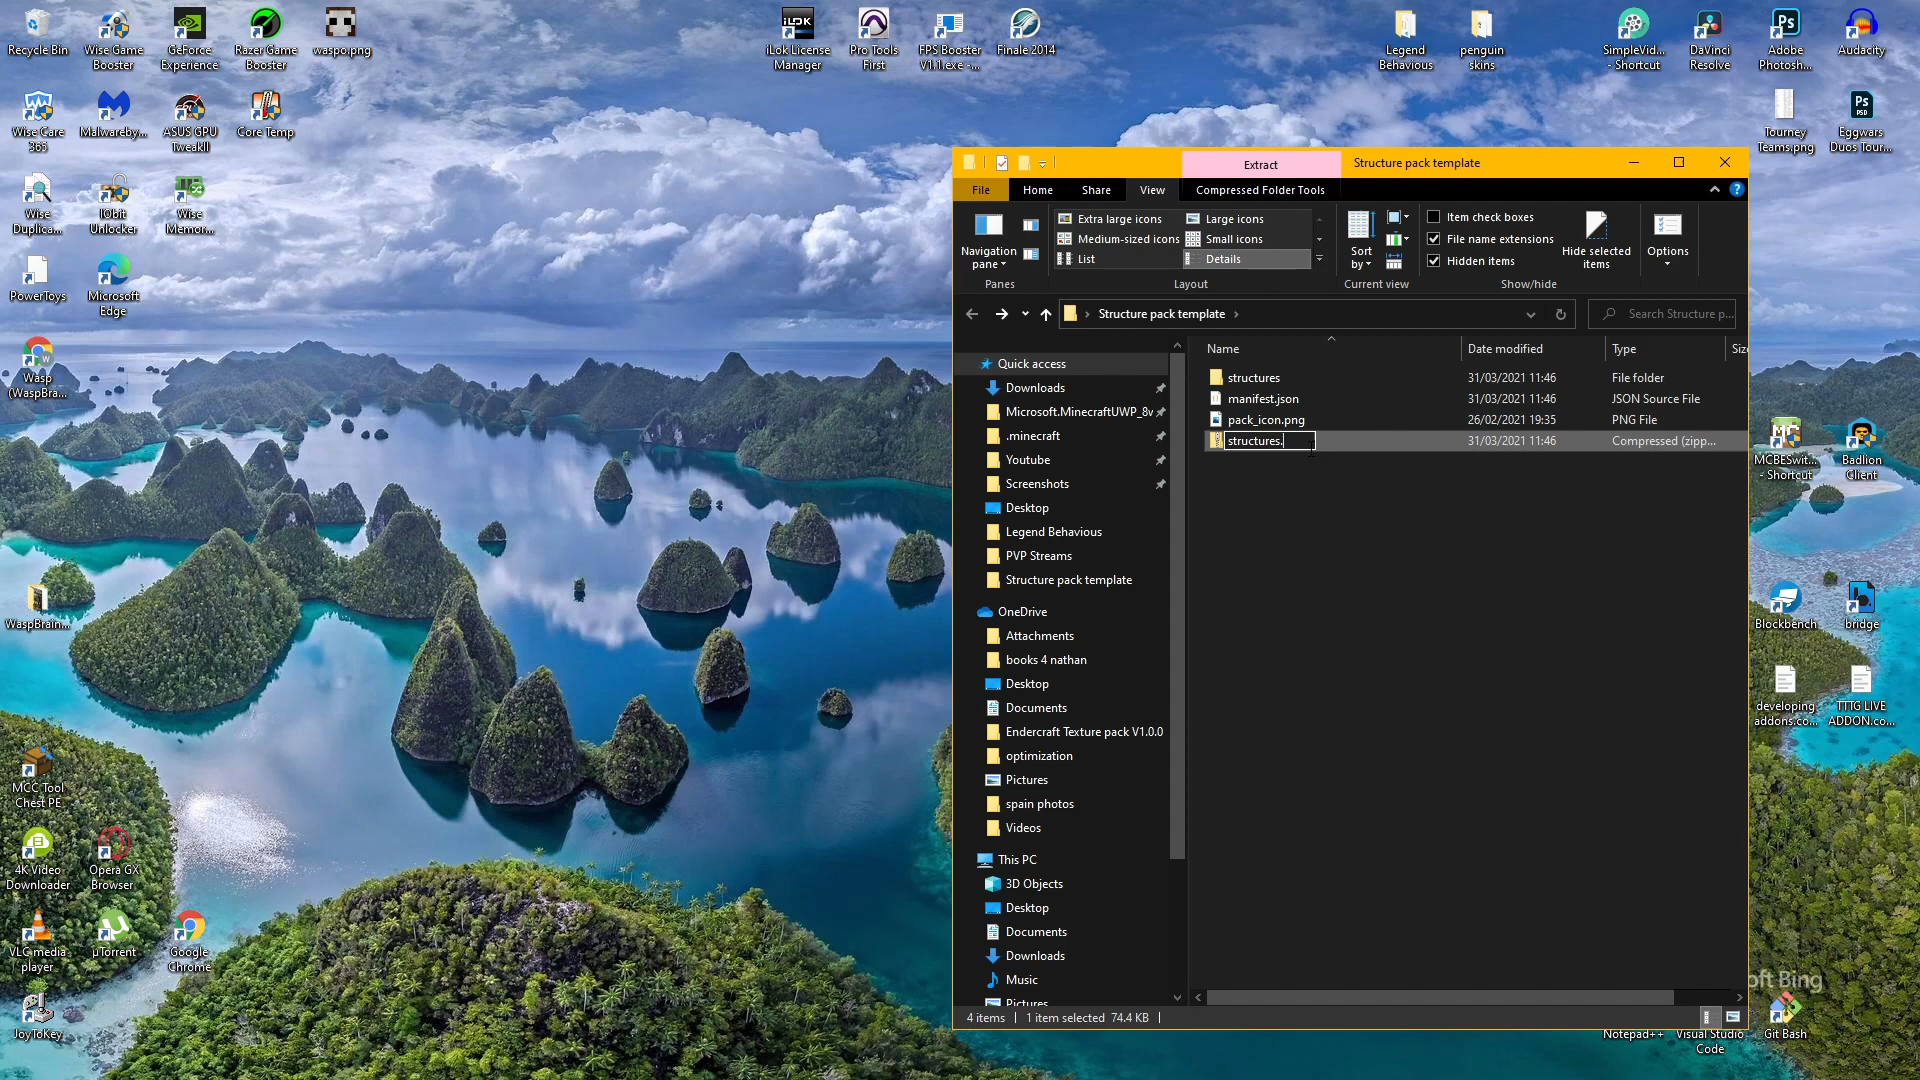 Recycle Bin
Wise Game
Booster
GeForce
Experience
Razer Game
Booster
waspo.png
iLOK
iLok License
Manager
Pro Tools
First
FPS Booster
V1.1.exe -...
Finale 2014
Legend
Behavious
penguin
skins
SimpleVid...
- Shortcut
DaVinci
Resolve
Ps
Adobe
Photosh...
Audacity
Wise Care
365
Malwareby...
ASUS GPU
TweakII
Core Temp
Tourney
Teams.png
Ps
PSD
Eggwars
Duos Tour...
Wise
Duplica...
IObit
Unlocker
Wise
Memor...
PowerToys
Microsoft
Edge
W
Wasp
(WaspBra...
WaspBrain...
MCC Tool
Chest PE
4K Video
Downloader
Opera GX
Browser
VLC media
player
µTorrent
Google
Chrome
JoyToKey
Extract
Structure pack template
File
Home
Share
View
Compressed Folder Tools
Navigation
pane
Panes
Extra large icons
Large icons
Medium-sized icons
Small icons
List
Details
Layout
Sort
by
Current view
Item check boxes
File name extensions
Hidden items
Hide selected
items
Show/hide
Options
Structure pack template
Search Structure p...
Name
Date modified
Type
Siz
structures
31/03/2021 11:46
File folder
manifest.json
31/03/2021 11:46
JSON Source File
pack_icon.png
26/02/2021 19:35
PNG File
structures.
31/03/2021 11:46
Compressed (zipp...
Quick access
Downloads
Microsoft.MinecraftUWP_8w
.minecraft
Youtube
Screenshots
Desktop
Legend Behavious
PVP Streams
Structure pack template
OneDrive
Attachments
books 4 nathan
Desktop
Documents
Endercraft Texture pack V1.0.0
optimization
Pictures
spain photos
Videos
This PC
3D Objects
Desktop
Documents
Downloads
Music
Pictures
4 items
1 item selected 74.4 KB
MCBESwit...
- Shortcut
Badlion
Client
Blockbench
bridge
developing
addons.co...
TTTG LIVE
ADDON.co...
oft Bing
Notepad++
Visual Studio
Code
Git Bash